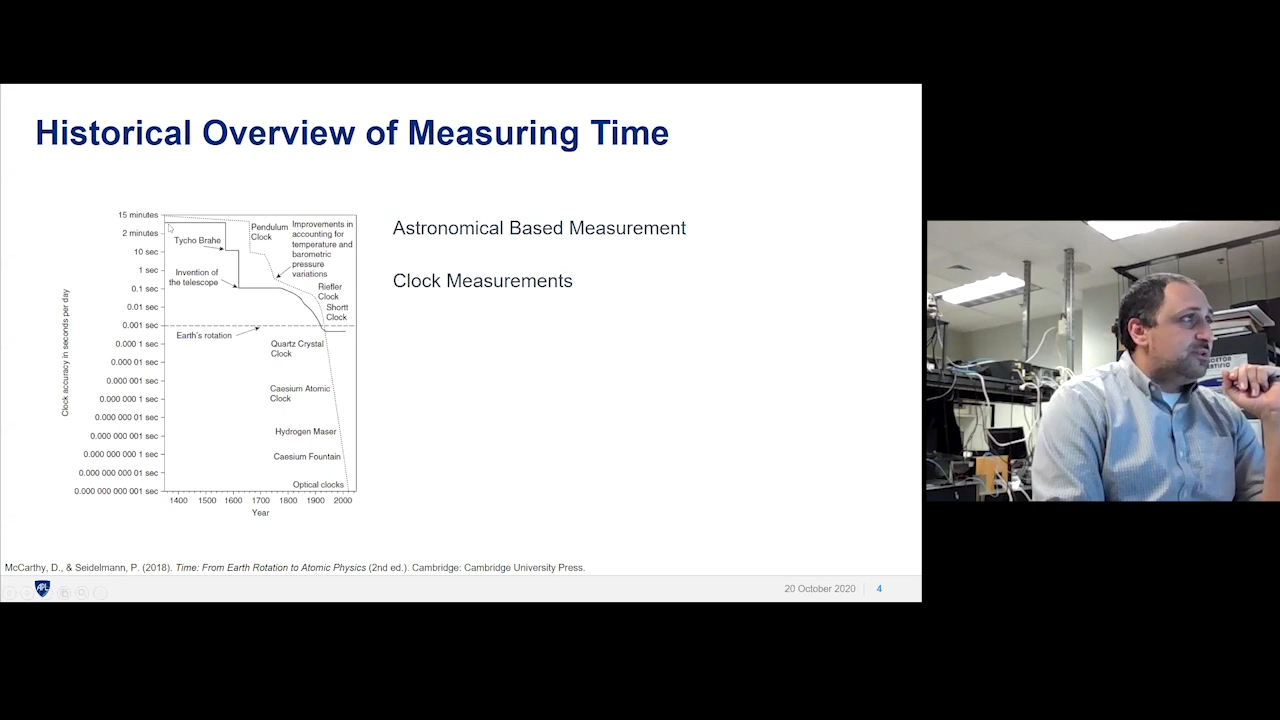 Historical Overview of Measuring Time
Astronomical Based Measurement
Clock Measurements
Clock accuracy in seconds per day
15 minutes
2 minutes
10 sec
1 sec
0.1 sec
0.01 sec
0.001 sec
0.000 1 sec
0.000 01 sec
0.000 001 sec
0.000 000 1 sec
0.000 000 01 sec
0.000 000 001 sec
0.000 000 000 1 sec
0.000 000 000 01 sec
0.000 000 000 001 sec
Tycho Brahe
Invention of
the telescope
Earth's rotation
Pendulum
Clock
Improvements in
accounting for
temperature and
barometric
pressure
variations
Riefler
Clock
Shortt
Clock
Quartz Crystal
Clock
Caesium Atomic
Clock
Hydrogen Maser
Caesium Fountain
Optical clocks
1400 1500 1600 1700 1800 1900 2000
Year
McCarthy, D., & Seidelmann, P. (2018). Time: From Earth Rotation to Atomic Physics (2nd ed.). Cambridge: Cambridge University Press.
APL
20 October 2020
4